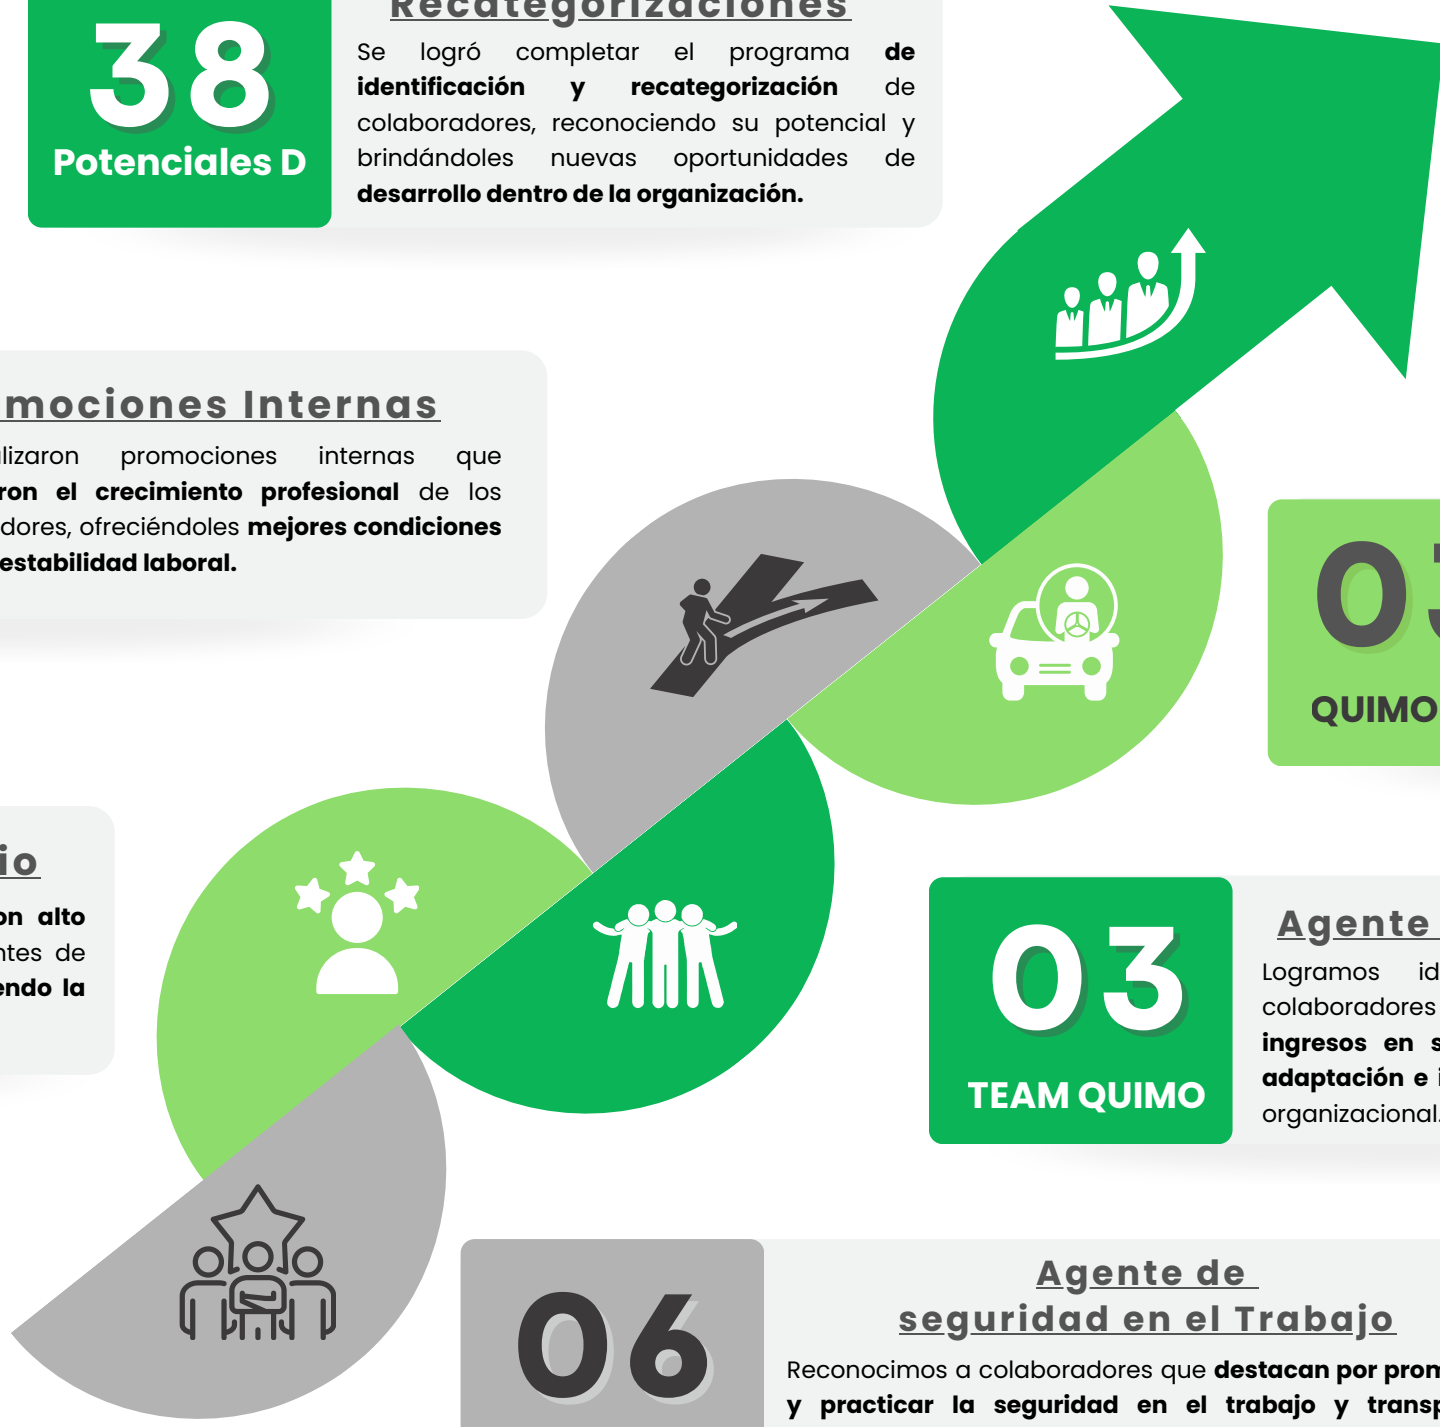 Recategorizaciones
38
Potenciales D
Se logró completar el programa de
identificación y recategorización de
colaboradores, reconociendo su potencial y
brindándoles nuevas oportunidades de
desarrollo dentro de la organización.
mociones Internas
lizaron promociones internas que
ron el crecimiento profesional de los
dores, ofreciéndoles mejores condiciones
estabilidad laboral.
03
QUIMO
io
on alto
ntes de
endo la
03
TEAM QUIMO
Agente
Logramos id
colaboradores
ingresos en s
adaptación e i
organizacional.
06
Agente de
seguridad en el Trabajo
Reconocimos a colaboradores que destacan por prom
y practicar la seguridad en el trabajo y transp